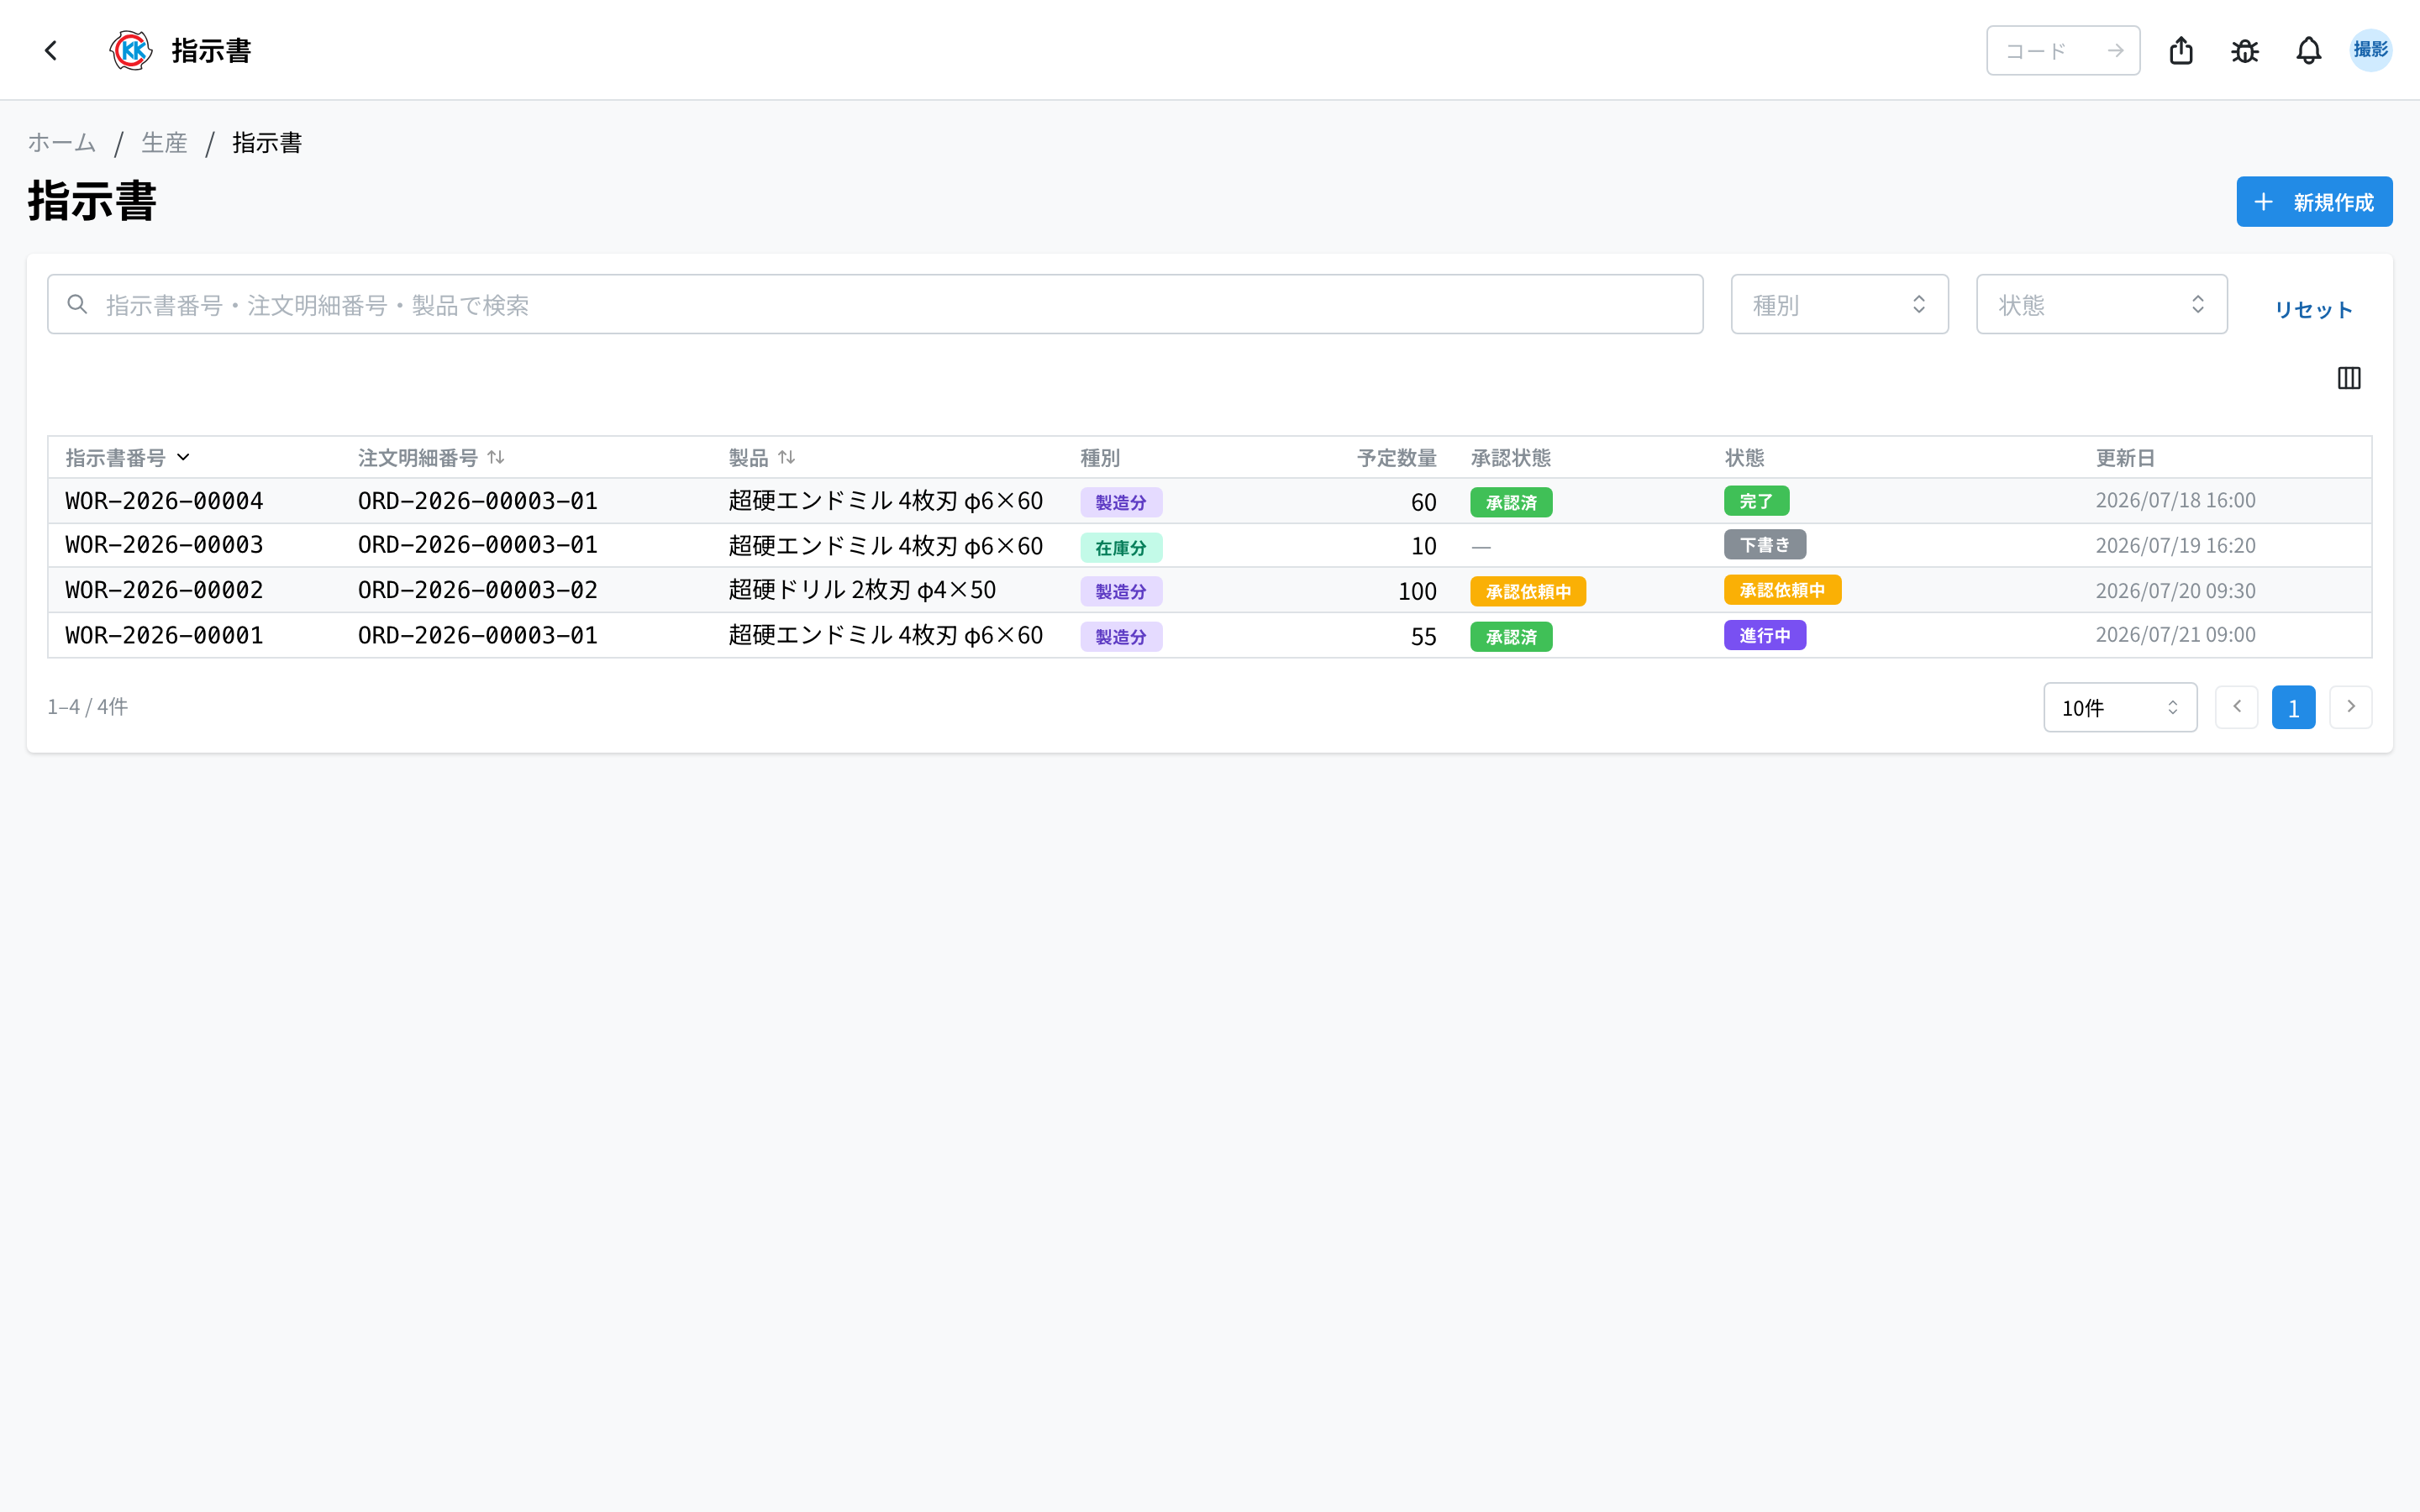 CKK 指示書 コード 撮影
ホーム / 生産 / 指示書
指示書
新規作成
指示書番号・注文明細番号・製品で検索 種別 状態 リセット
指示書番号 注文明細番号 製品 種別 予定数量 承認状態 状態 更新日
WOR-2026-00004 ORD-2026-00003-01 超硬エンドミル 4枚刃 φ6×60 製造分 60 承認済 完了 2026/07/18 16:00
WOR-2026-00003 ORD-2026-00003-01 超硬エンドミル 4枚刃 φ6×60 在庫分 10 — 下書き 2026/07/19 16:20
WOR-2026-00002 ORD-2026-00003-02 超硬ドリル 2枚刃 φ4×50 製造分 100 承認依頼中 承認依頼中 2026/07/20 09:30
WOR-2026-00001 ORD-2026-00003-01 超硬エンドミル 4枚刃 φ6×60 製造分 55 承認済 進行中 2026/07/21 09:00
1–4 / 4件 10件 1